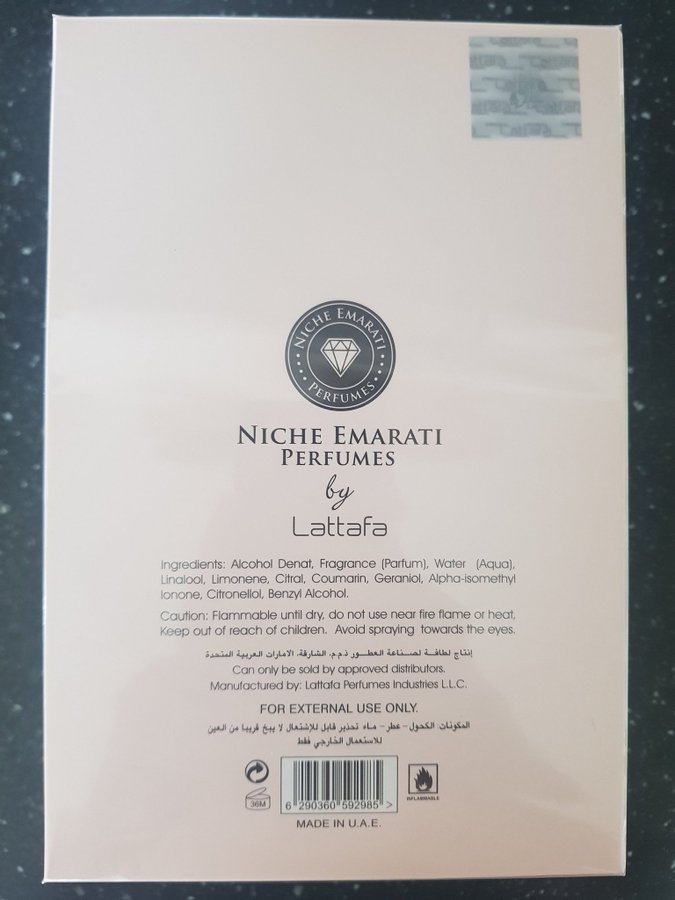 NICHE EMARATI
PERFUMES
NICHE EMARATI
PERFUMES
by
Lattafa
Ingredients: Alcohol Denat, Fragrance (Parfum), Water (Aqua),
Linalool, Limonene, Citral, Coumarin, Geraniol, Alpha-isomethyl
Ionone, Citronellol, Benzyl Alcohol.
Caution: Flammable until dry, do not use near fire flame or heat,
Keep out of reach of children. Avoid spraying towards the eyes.
إنتاج لطافة لصناعة العطور ذ.م.م. الشارقة، الامارات العربية المتحدة
Can only be sold by approved distributors.
Manufactured by: Lattafa Perfumes Industries L.L.C.
FOR EXTERNAL USE ONLY.
المكونات: الكحول - عطر - ماء تحذير قابل للإشتعال لا يبخ قريبا من العين
للاستعمال الخارجي فقط
36M
6 290360 592985 >
INFLAMMABLE
MADE IN U.A.E.